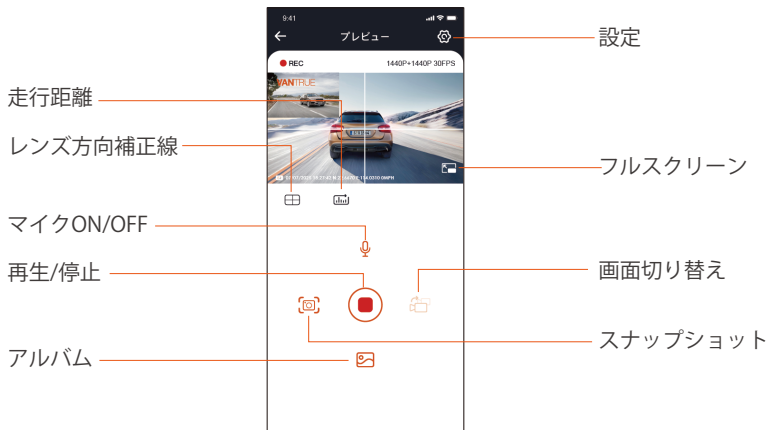 9:41
プレビュー
設定
REC
1440P+1440P 30FPS
VANTRUE
走行距離
レンズ方向補正線
フルスクリーン
マイクON/OFF
再生/停止
画面切り替え
スナップショット
アルバム